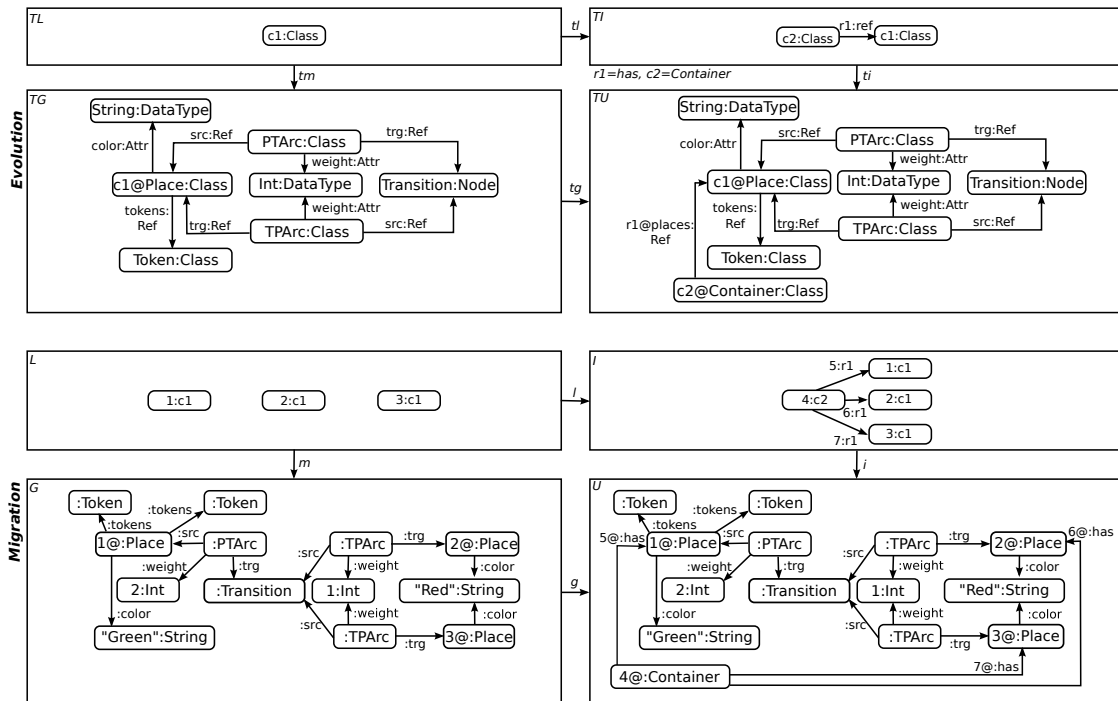 TL
c1:Class
tl
TI
c2:Class
r1:ref
c1:Class
tm
r1=has, c2=Container
ti
Evolution
TG
String:DataType
color:Attr
src:Ref
PTArc:Class
trg:Ref
weight:Attr
c1@Place:Class
Int:DataType
Transition:Node
tokens:
Ref
trg:Ref
weight:Attr
TPArc:Class
src:Ref
Token:Class
tg
TU
String:DataType
color:Attr
src:Ref
PTArc:Class
trg:Ref
weight:Attr
c1@Place:Class
Int:DataType
Transition:Node
r1@places:
Ref
tokens:
Ref
trg:Ref
weight:Attr
TPArc:Class
src:Ref
Token:Class
c2@Container:Class
L
1:c1
2:c1
3:c1
l
I
5:r1
1:c1
4:c2
2:c1
6:r1
7:r1
3:c1
m
i
Migration
G
:Token
:Token
:tokens
:tokens
1@:Place
:src
:PTArc
:TPArc
:trg
2@:Place
:weight
:trg
:src
:weight
:color
2:Int
:Transition
1:Int
"Red":String
:color
:src
:weight
:color
"Green":String
:TPArc
:trg
3@:Place
g
U
:Token
:Token
:tokens
:tokens
5@:has
6@:has
1@:Place
:src
:PTArc
:TPArc
:trg
2@:Place
:weight
:trg
:src
:weight
:color
2:Int
:Transition
1:Int
"Red":String
:color
:src
:weight
:color
"Green":String
:TPArc
:trg
3@:Place
4@:Container
7@:has